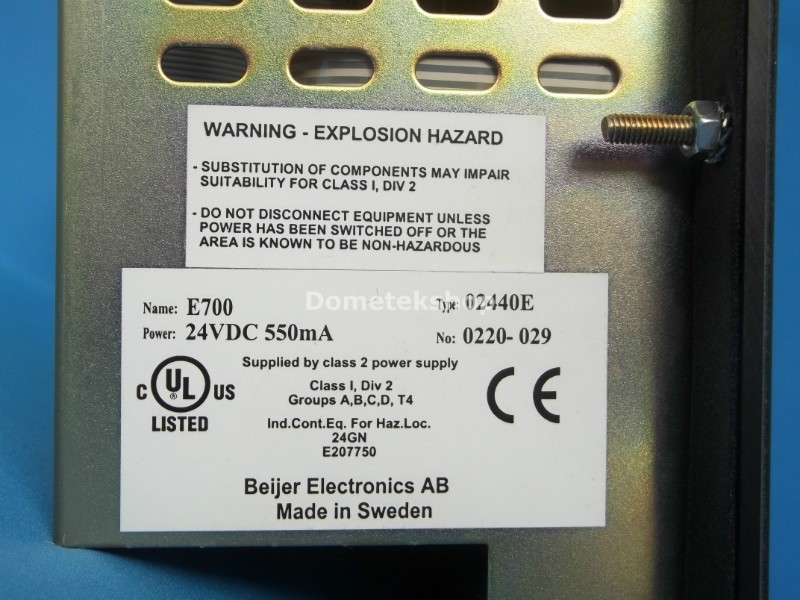 WARNING - EXPLOSION HAZARD
- SUBSTITUTION OF COMPONENTS MAY IMPAIR
SUITABILITY FOR CLASS I, DIV 2
- DO NOT DISCONNECT EQUIPMENT UNLESS
POWER HAS BEEN SWITCHED OFF OR THE
AREA IS KNOWN TO BE NON-HAZARDOUS
Name: E700 Type: 02440E
Dometekshop
Power: 24VDC 550mA No: 0220- 029
Supplied by class 2 power supply
Class I, Div 2
Groups A,B,C,D, T4
C UL US
®
LISTED
CE
Ind.Cont.Eq. For Haz.Loc.
24GN
E207750
Beijer Electronics AB
Made in Sweden